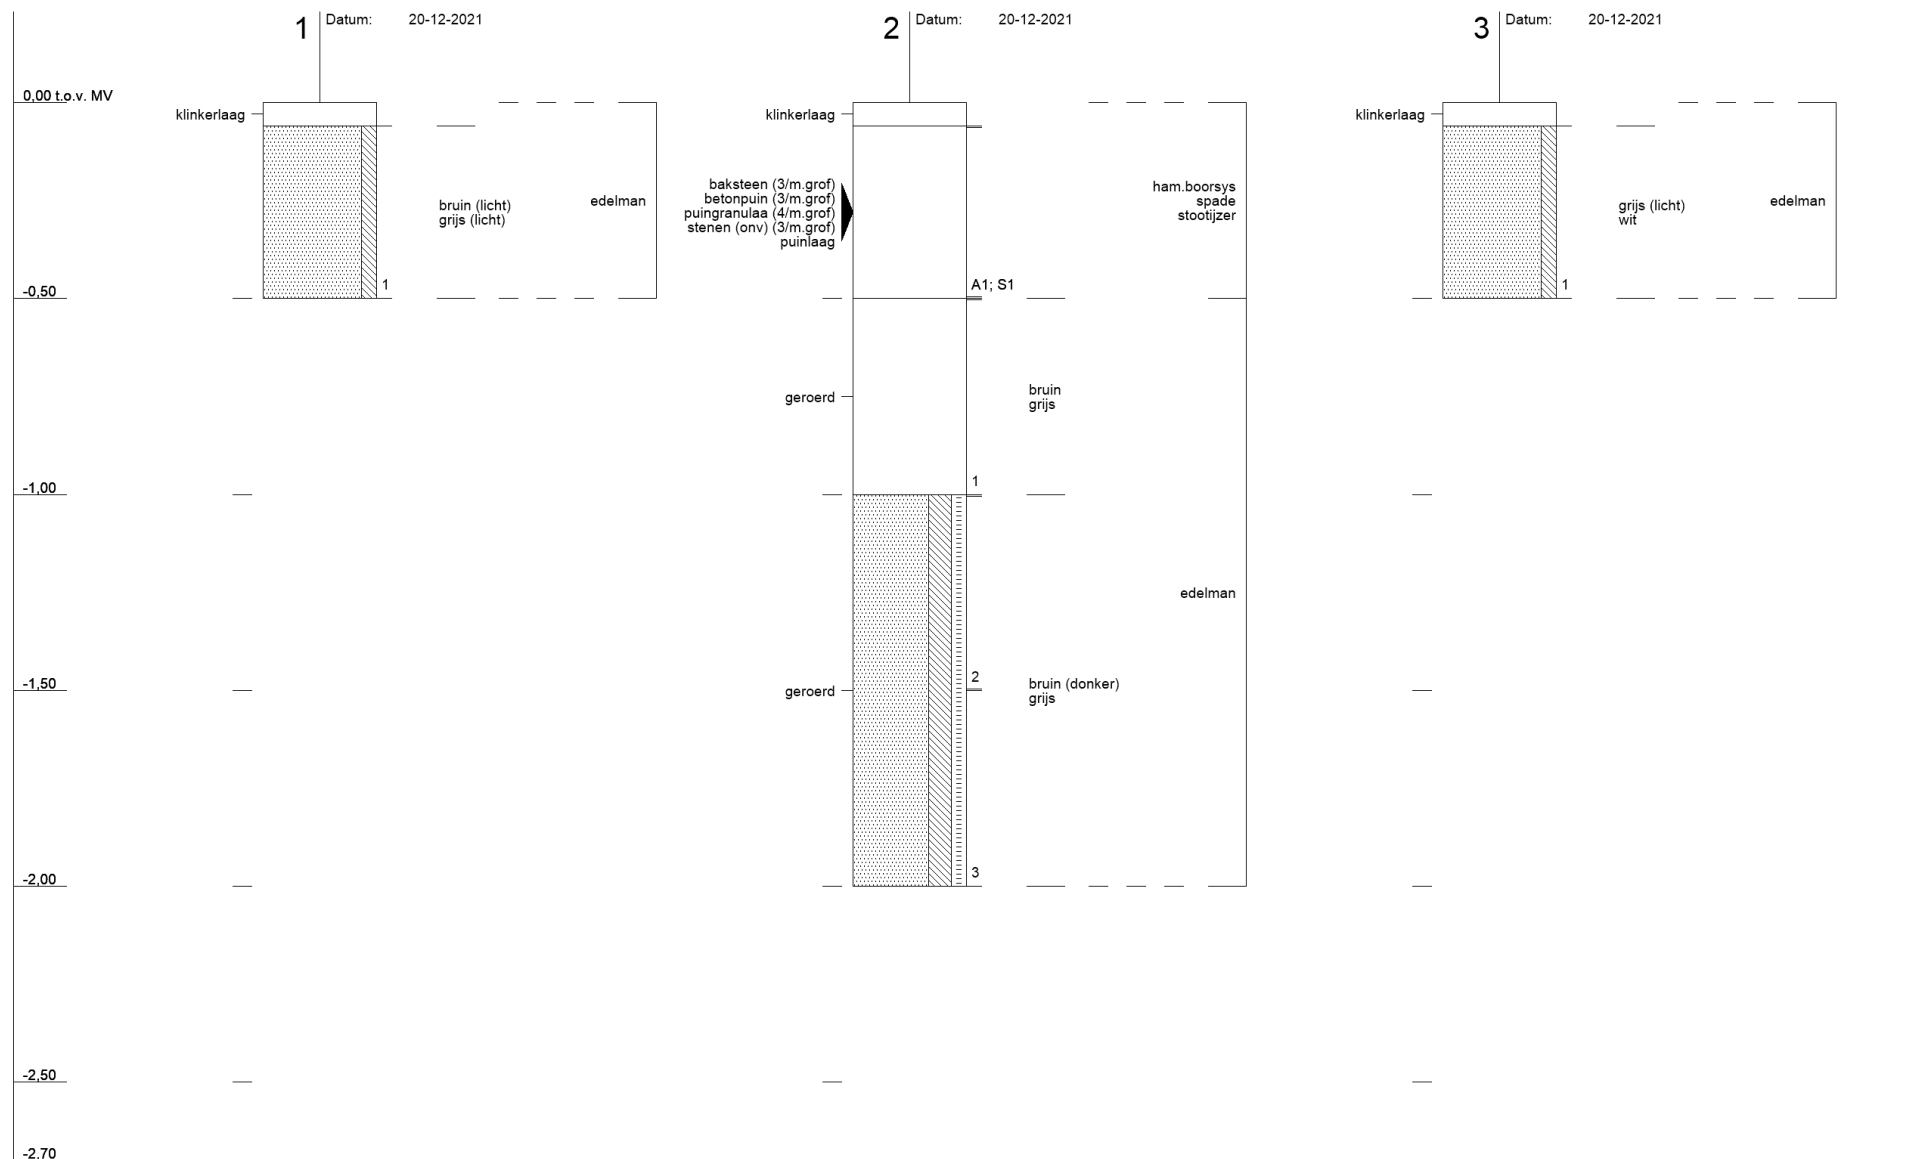 1
Datum: 20-12-2021
2
Datum: 20-12-2021
3
Datum: 20-12-2021
0,00 t.o.v. MV
-0,50
-1,00
-1,50
-2,00
-2,50
-2.70
klinkerlaag
bruin (licht)
grijs (licht)
edelman
1
klinkerlaag
baksteen (3/m.grof)
betonpuin (3/m.grof)
puingranulaa (4/m.grof)
stenen (onv) (3/m.grof)
puinlaag
ham.boorsys
spade
stootijzer
A1; S1
geroerd
bruin
grijs
1
edelman
2
geroerd
bruin (donker)
grijs
3
klinkerlaag
grijs (licht)
wit
edelman
1